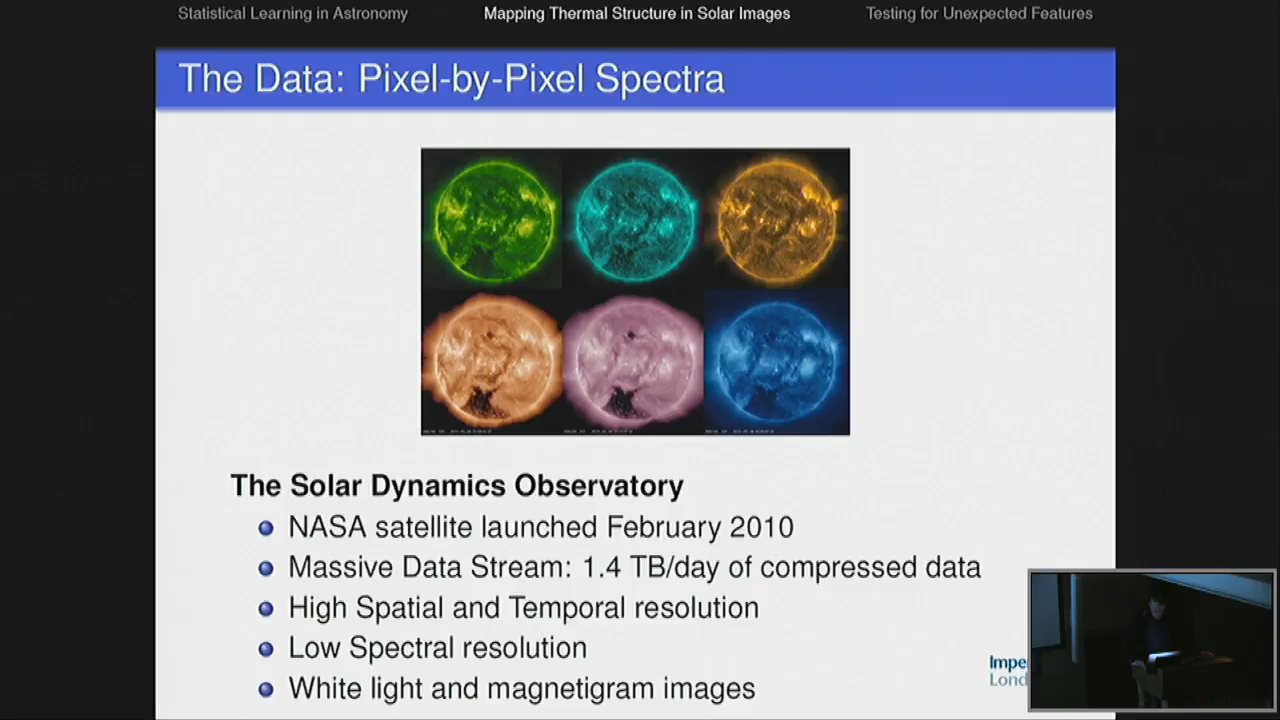 Statistical Learning in Astronomy
Mapping Thermal Structure in Solar Images
Testing for Unexpected Features
The Data: Pixel-by-Pixel Spectra
The Solar Dynamics Observatory
NASA satellite launched February 2010
Massive Data Stream: 1.4 TB/day of compressed data
High Spatial and Temporal resolution
Low Spectral resolution
White light and magnetigram images
Impe
Lond